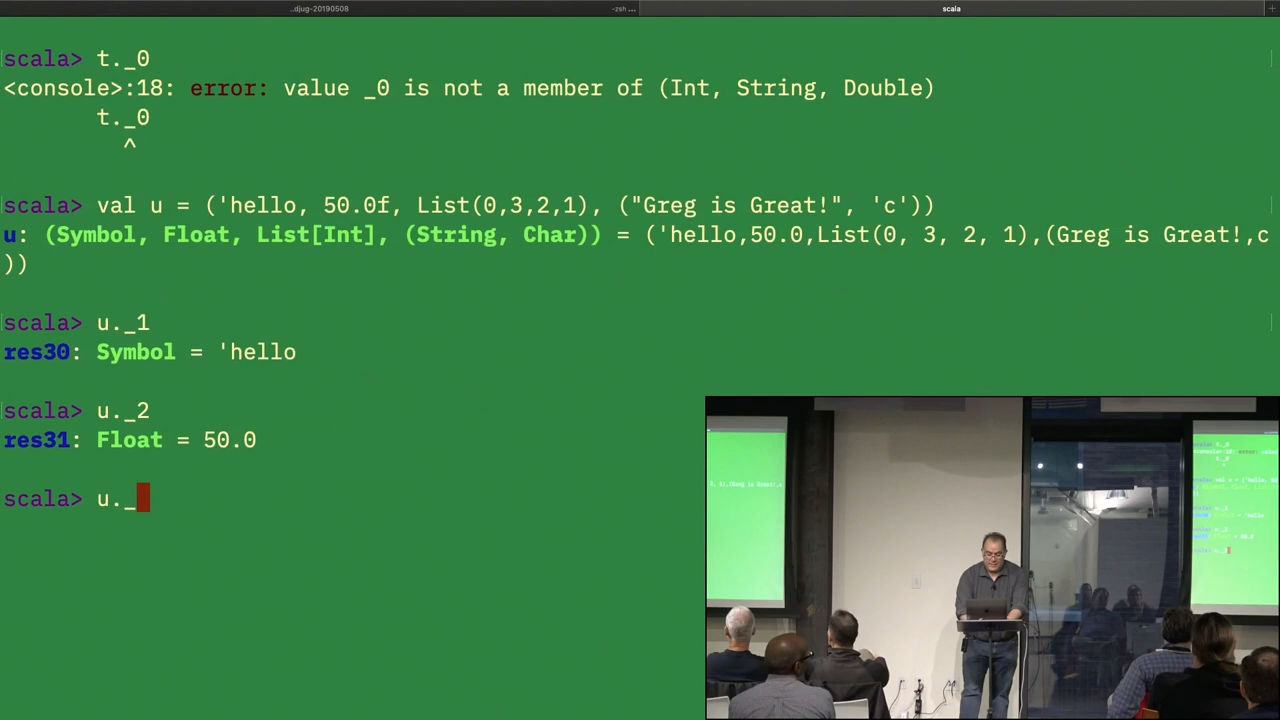 ..djug-20190508
-zsh ...
scala
scala> t._0
<console>:18: error: value _0 is not a member of (Int, String, Double)
       t._0
         ^
scala> val u = ('hello, 50.0f, List(0,3,2,1), ("Greg is Great!", 'c'))
u: (Symbol, Float, List[Int], (String, Char)) = ('hello,50.0,List(0, 3, 2, 1),(Greg is Great!,c
))
scala> u._1
res30: Symbol = 'hello
scala> u._2
res31: Float = 50.0
scala> u._